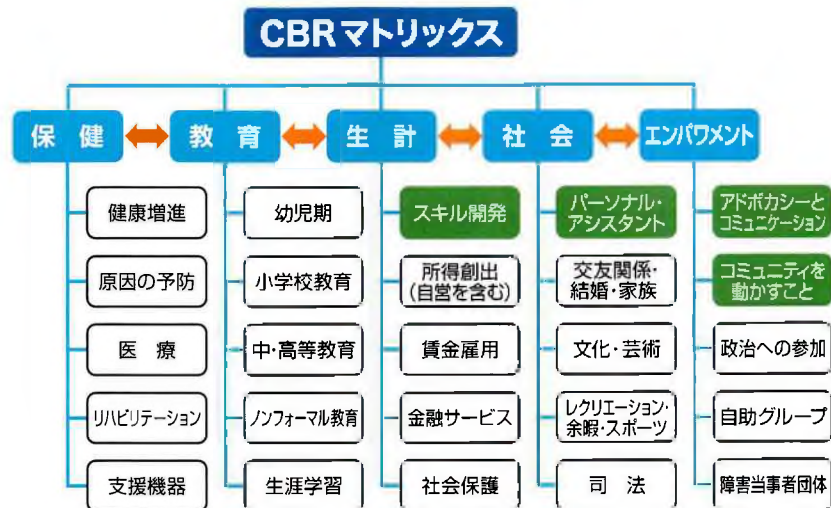 CBRマトリックス
保 健
教 育
生 計
社 会
エンパワメント
健康増進
幼児期
スキル開発
パーソナル・
アシスタント
アドボカシーと
コミュニケーション
原因の予防
小学校教育
所得創出
(自営を含む)
交友関係・
結婚・家族
コミュニティを
動かすこと
医 療
中・高等教育
賃金雇用
文化・芸術
政治への参加
リハビリテーション
ノンフォーマル教育
金融サービス
レクリエーション・
余暇・スポーツ
自助グループ
支援機器
生涯学習
社会保護
司 法
障害当事者団体